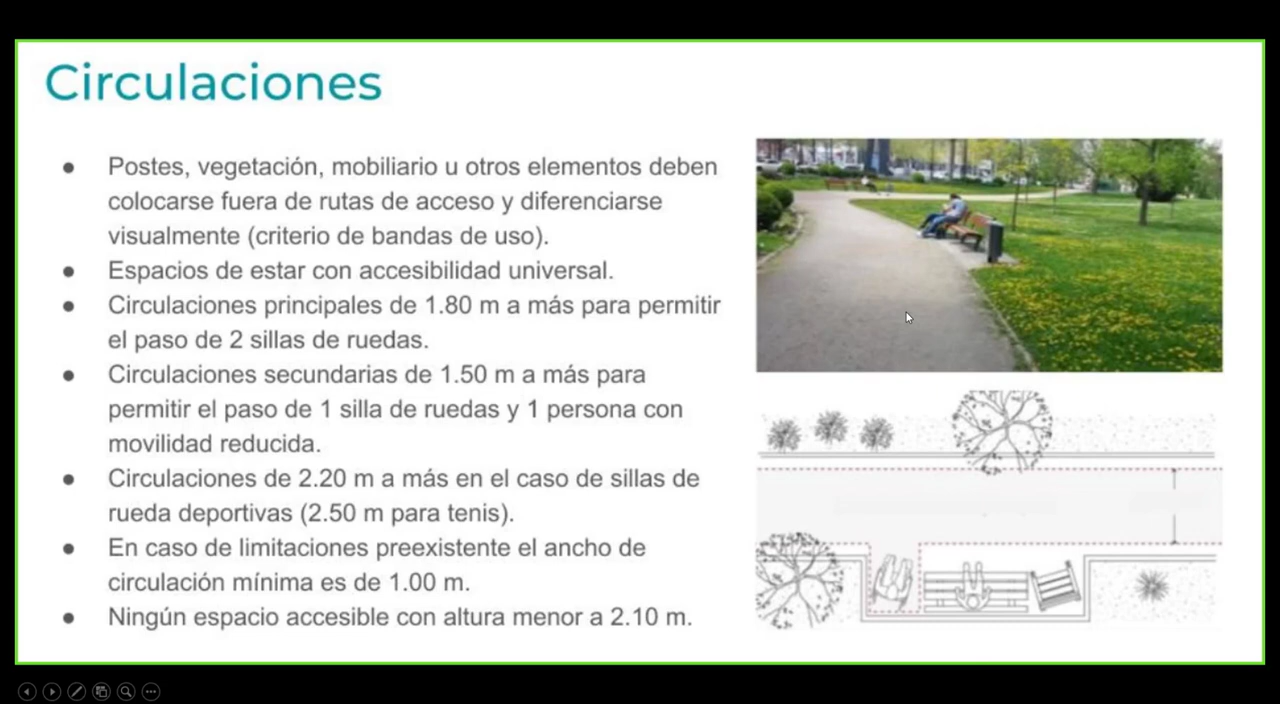 Circulaciones
● Postes, vegetación, mobiliario u otros elementos deben
colocarse fuera de rutas de acceso y diferenciarse
visualmente (criterio de bandas de uso).
● Espacios de estar con accesibilidad universal.
● Circulaciones principales de 1.80 m a más para permitir
el paso de 2 sillas de ruedas.
● Circulaciones secundarias de 1.50 m a más para
permitir el paso de 1 silla de ruedas y 1 persona con
movilidad reducida.
● Circulaciones de 2.20 m a más en el caso de sillas de
rueda deportivas (2.50 m para tenis).
● En caso de limitaciones preexistente el ancho de
circulación mínima es de 1.00 m.
● Ningún espacio accesible con altura menor a 2.10 m.